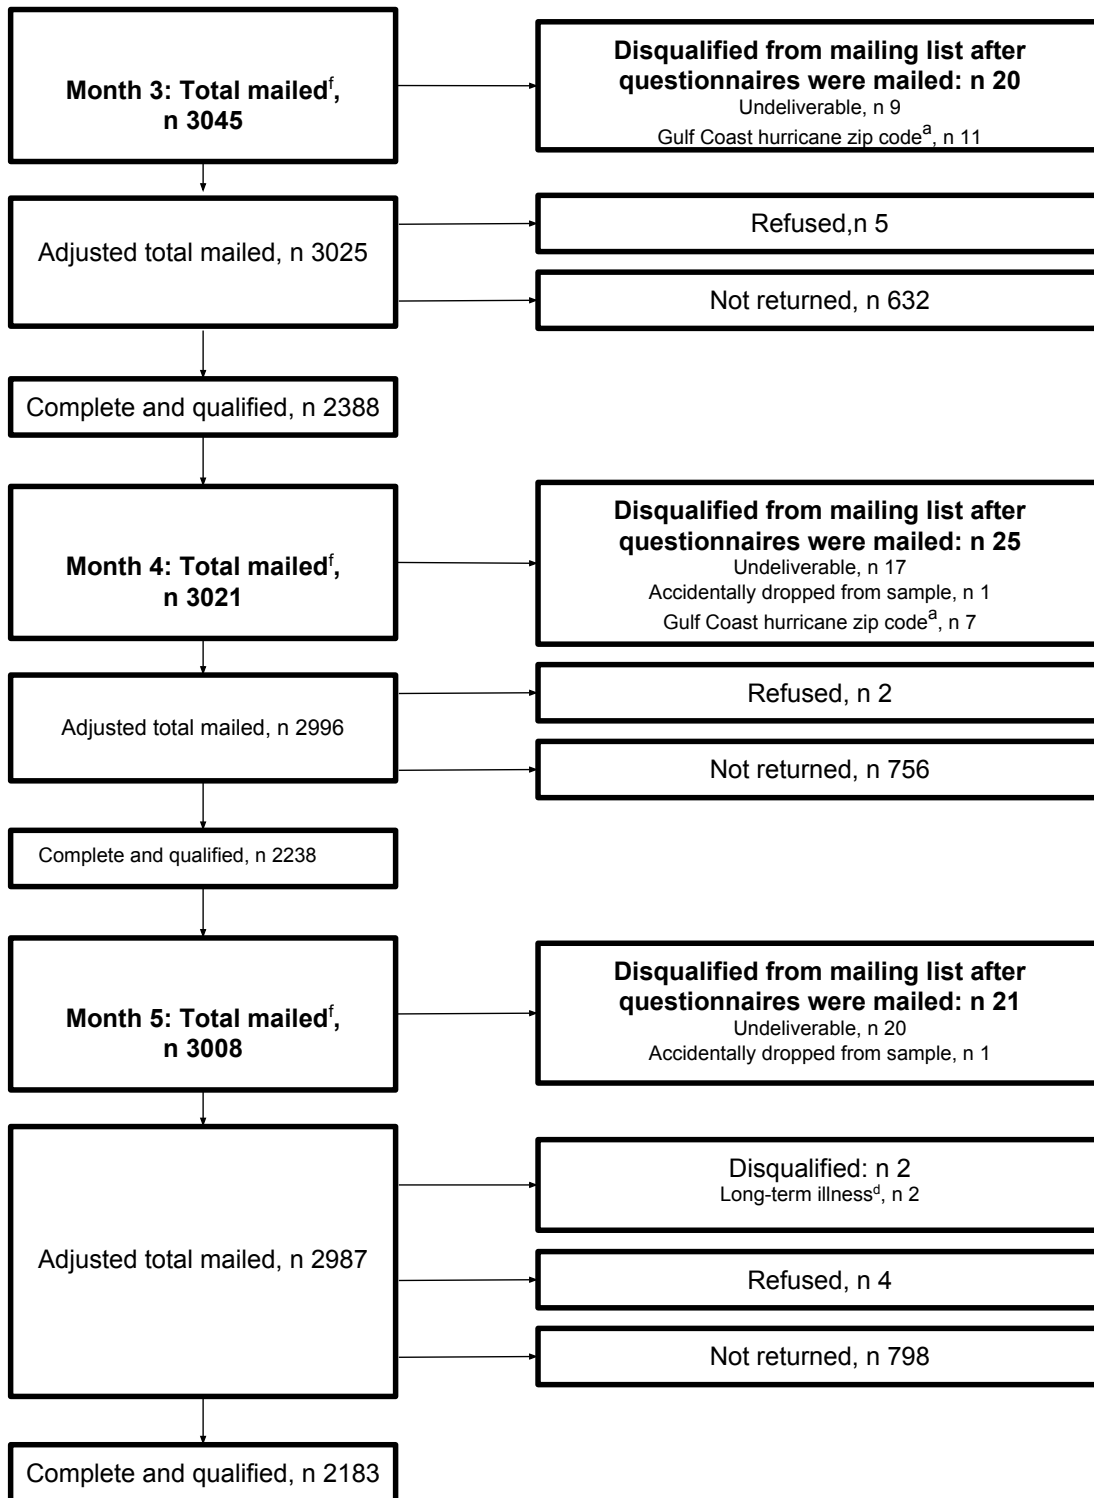 Month 3: Total mailedf,
n 3045
Disqualified from mailing list after
questionnaires were mailed: n 20
Undeliverable, n 9
Gulf Coast hurricane zip codea, n 11
Adjusted total mailed, n 3025
Refused,n 5
Not returned, n 632
Complete and qualified, n 2388
Month 4: Total mailedf,
n 3021
Disqualified from mailing list after
questionnaires were mailed: n 25
Undeliverable, n 17
Accidentally dropped from sample, n 1
Gulf Coast hurricane zip codea, n 7
Adjusted total mailed, n 2996
Refused, n 2
Not returned, n 756
Complete and qualified, n 2238
Month 5: Total mailedf,
n 3008
Disqualified from mailing list after
questionnaires were mailed: n 21
Undeliverable, n 20
Accidentally dropped from sample, n 1
Adjusted total mailed, n 2987
Disqualified: n 2
Long-term illnessd, n 2
Refused, n 4
Not returned, n 798
Complete and qualified, n 2183